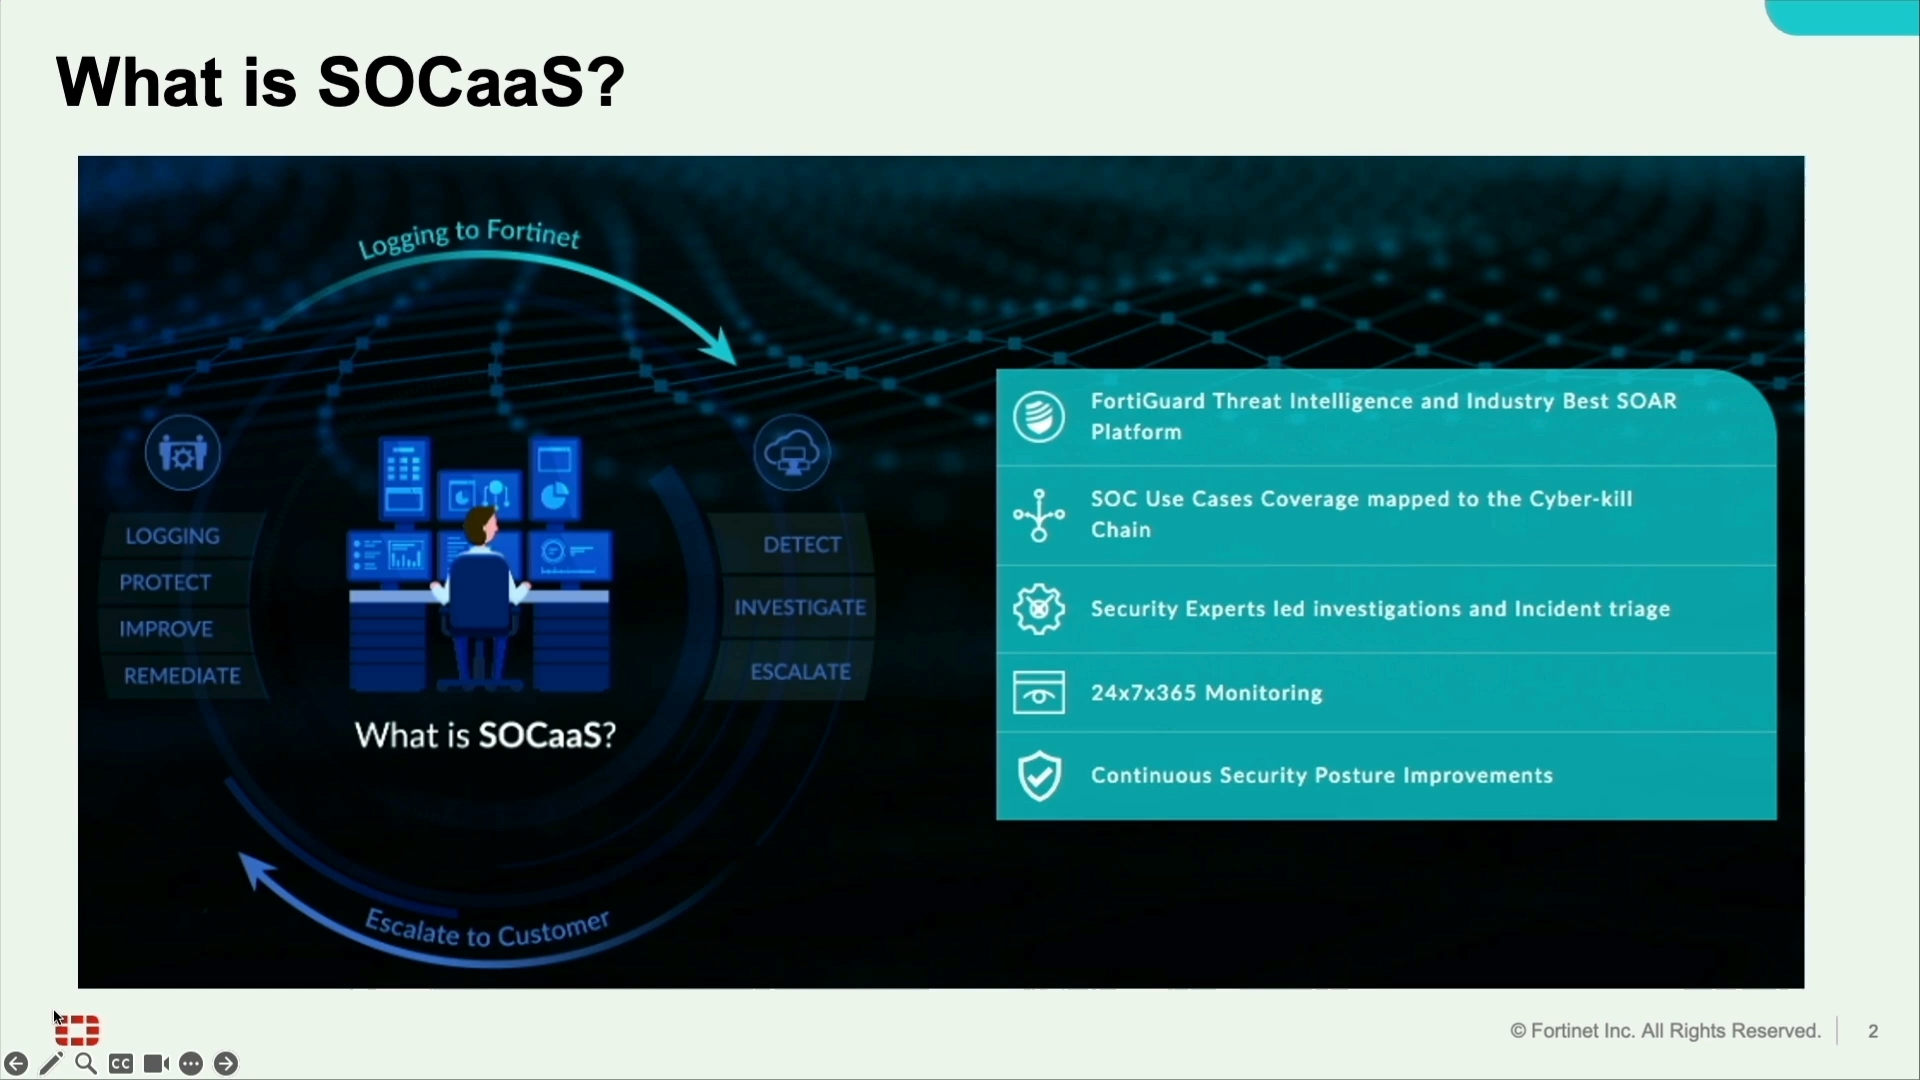 What is SOCaaS?
Logging to Fortinet
LOGGING
PROTECT
IMPROVE
REMEDIATE
DETECT
INVESTIGATE
ESCALATE
What is SOCaaS?
Escalate to Customer
FortiGuard Threat Intelligence and Industry Best SOAR
Platform
SOC Use Cases Coverage mapped to the Cyber-kill
Chain
Security Experts led investigations and Incident triage
24x7x365 Monitoring
Continuous Security Posture Improvements
© Fortinet Inc. All Rights Reserved.
2
CC